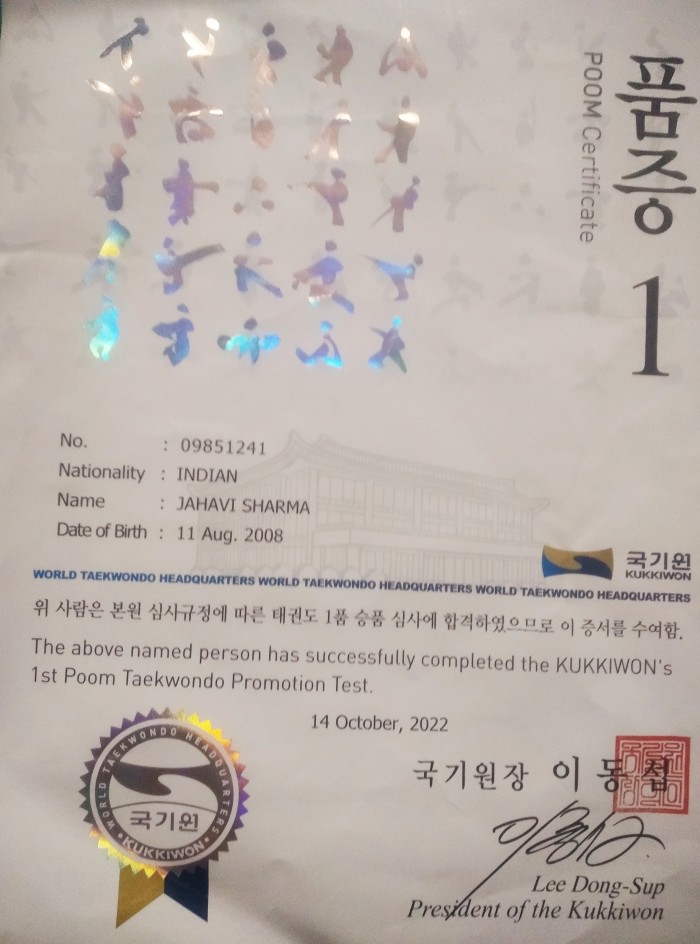 품증 1
POOM Certificate
No. : 09851241
Nationality : INDIAN
Name : JAHAVI SHARMA
Date of Birth : 11 Aug. 2008
국기원
KUKKIWON
WORLD TAEKWONDO HEADQUARTERS WORLD TAEKWONDO HEADQUARTERS WORLD TAEKWONDO HEADQUARTERS
위 사람은 본원 심사규정에 따른 태권도 1품 승품 심사에 합격하였으므로 이 증서를 수여함.
The above named person has successfully completed the KUKKIWON's
1st Poom Taekwondo Promotion Test.
14 October, 2022
WORLD TAEKWONDO HEADQUARTERS
국기원
• KUKKIWON •
국기원장 이동섭
Lee Dong-Sup
President of the Kukkiwon